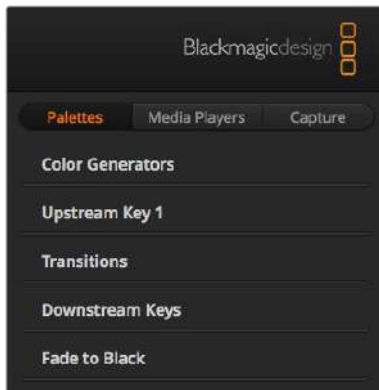 Blackmagicdesign
Palettes Media Players Capture
Color Generators
Upstream Key 1
Transitions
Downstream Keys
Fade to Black